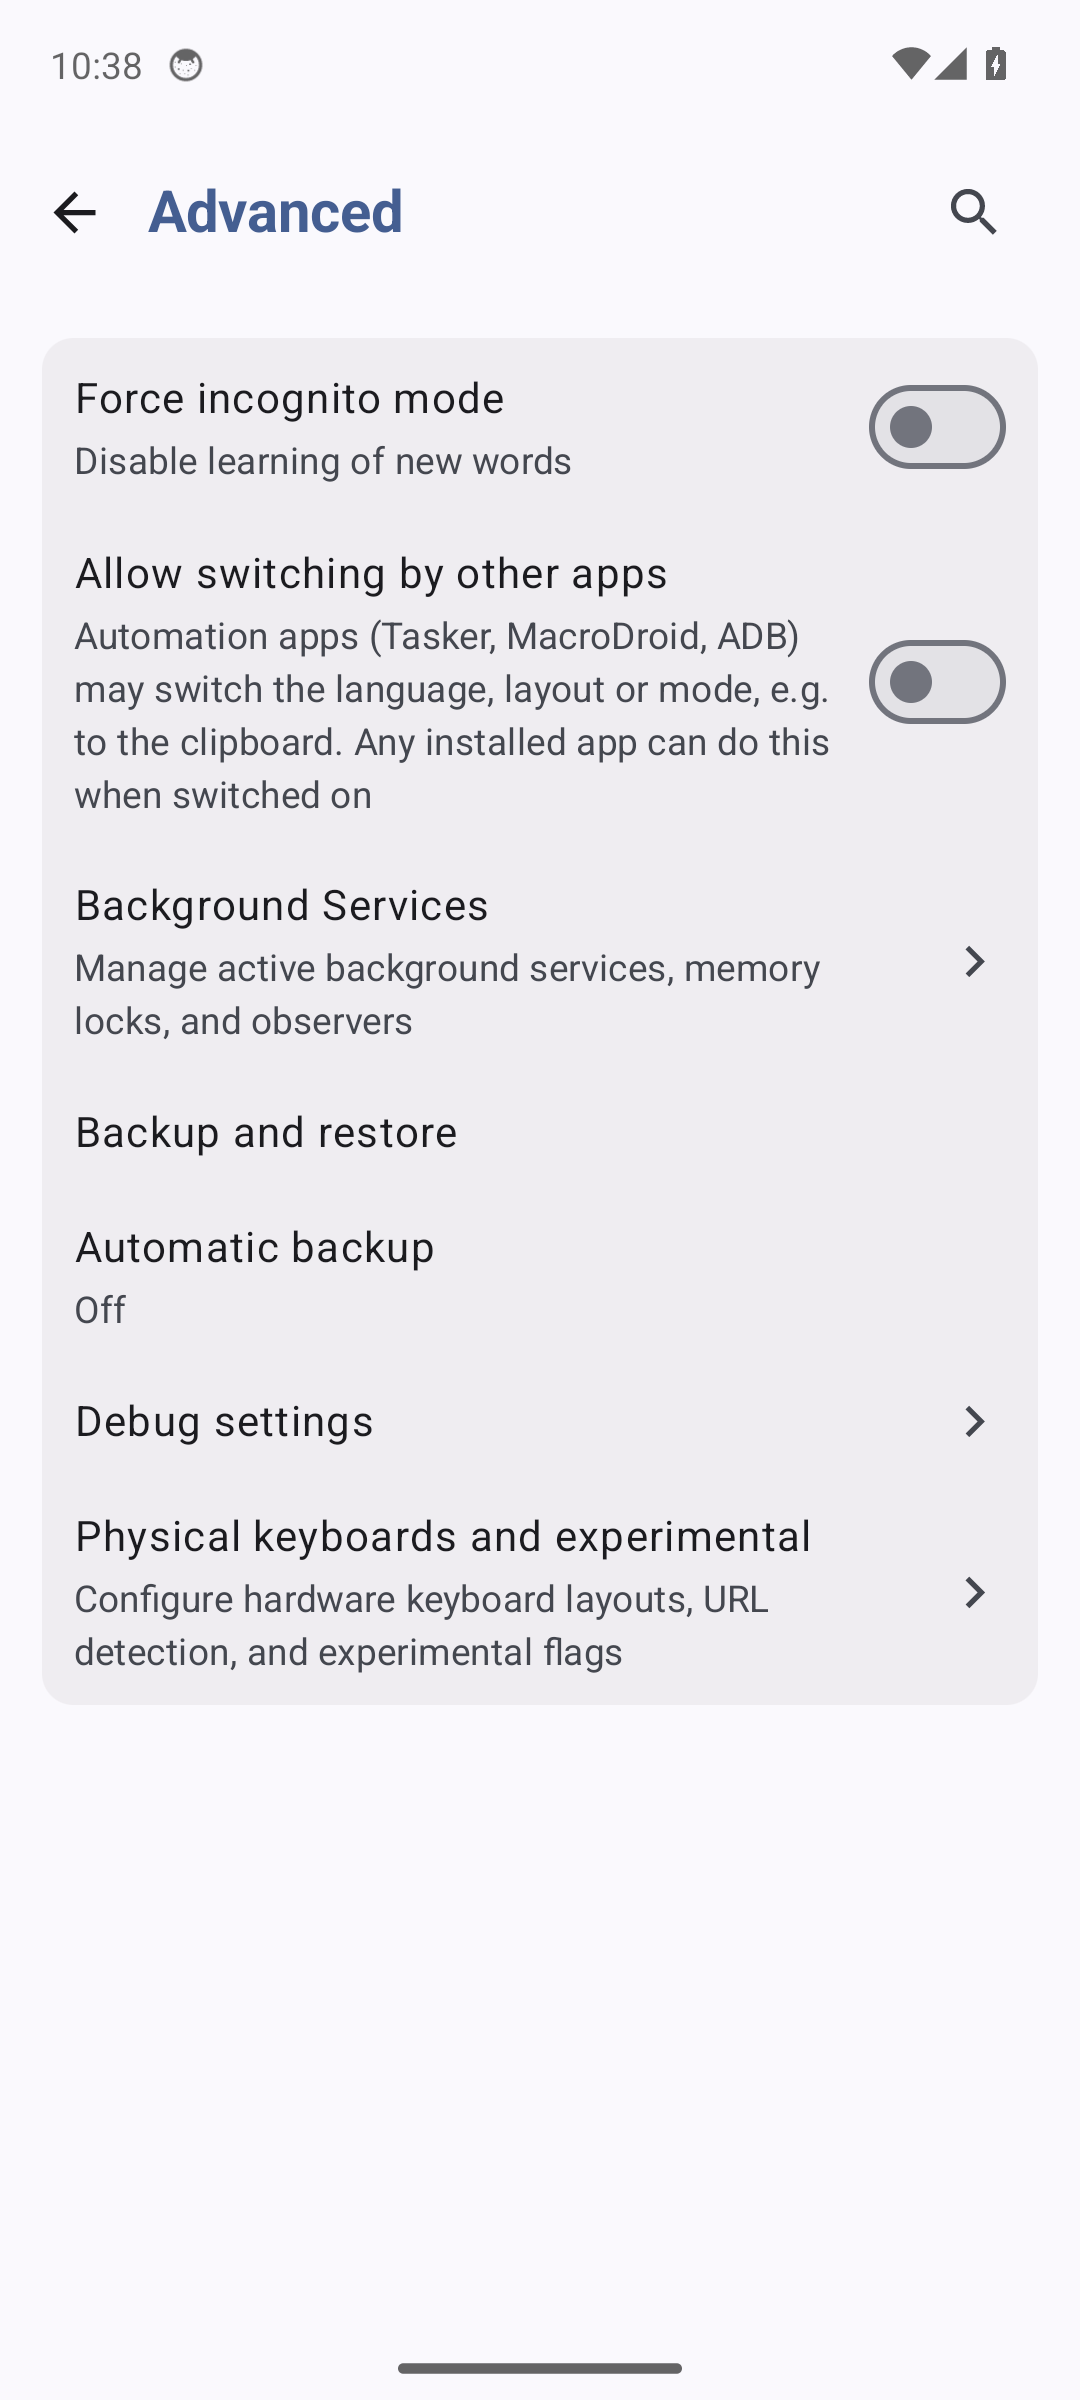 10:38
Advanced
Force incognito mode
Disable learning of new words
Allow switching by other apps
Automation apps (Tasker, MacroDroid, ADB)
may switch the language, layout or mode, e.g.
to the clipboard. Any installed app can do this
when switched on
Background Services
Manage active background services, memory
locks, and observers
Backup and restore
Automatic backup
Off
Debug settings
Physical keyboards and experimental
Configure hardware keyboard layouts, URL
detection, and experimental flags